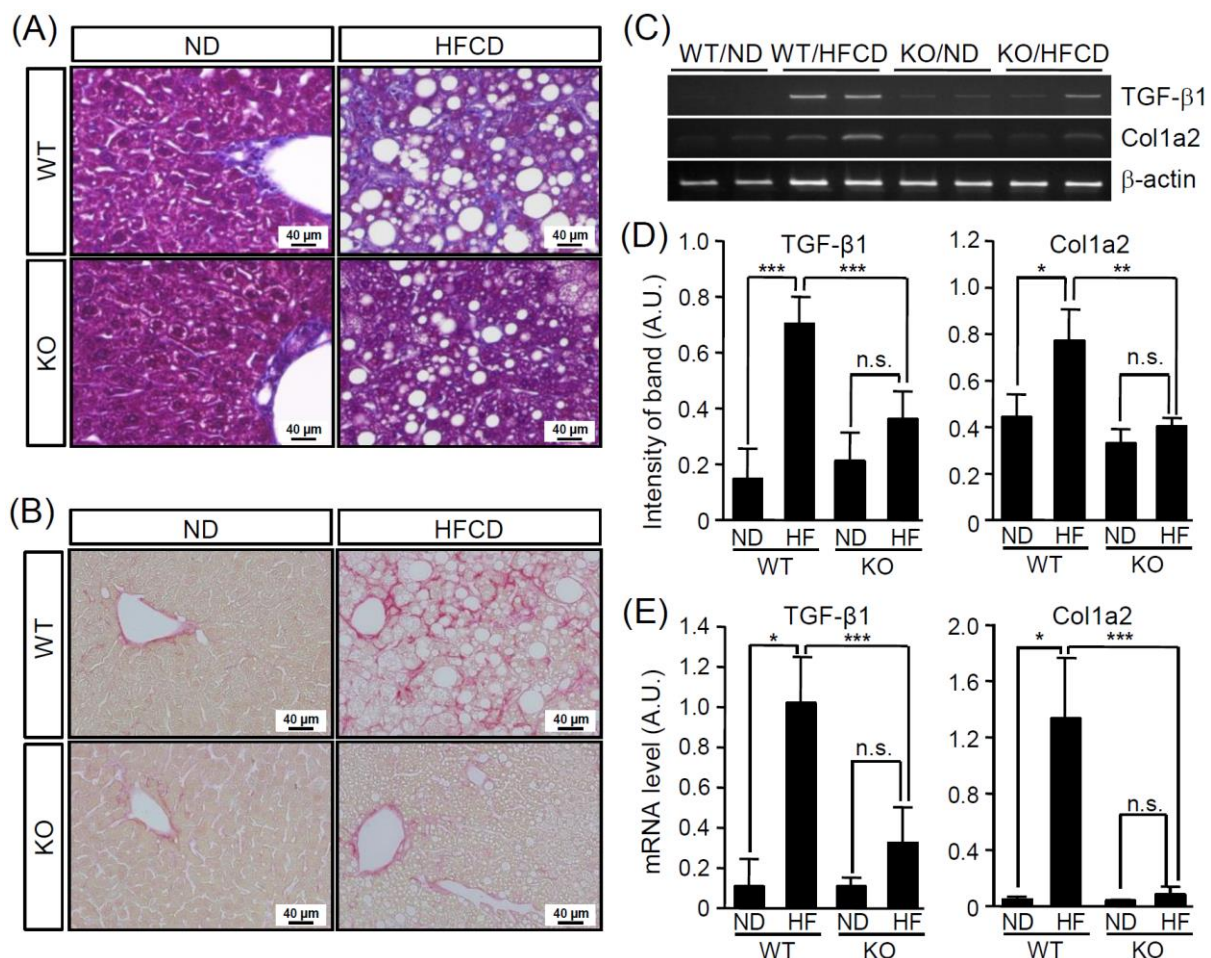 (A)
ND HFCD
WT
40 µm 40 µm
KO
40 µm 40 µm
(B)
ND HFCD
WT
40 µm 40 µm
KO
40 µm 40 µm
(C)
WT/ND WT/HFCD KO/ND KO/HFCD
TGF-β1
Col1a2
β-actin
(D)
TGF-β1
Intensity of band (A.U.)
1.0
0.8
0.6
0.4
0.2
0
*** ***
n.s.
ND HF ND HF
WT KO
Col1a2
1.2
1.0
0.8
0.6
0.4
0.2
0
* **
n.s.
ND HF ND HF
WT KO
(E)
TGF-β1
mRNA level (A.U.)
1.4
1.2
1.0
0.8
0.6
0.4
0.2
0
* ***
n.s.
ND HF ND HF
WT KO
Col1a2
2.0
1.6
1.2
0.8
0.4
0
* ***
n.s.
ND HF ND HF
WT KO